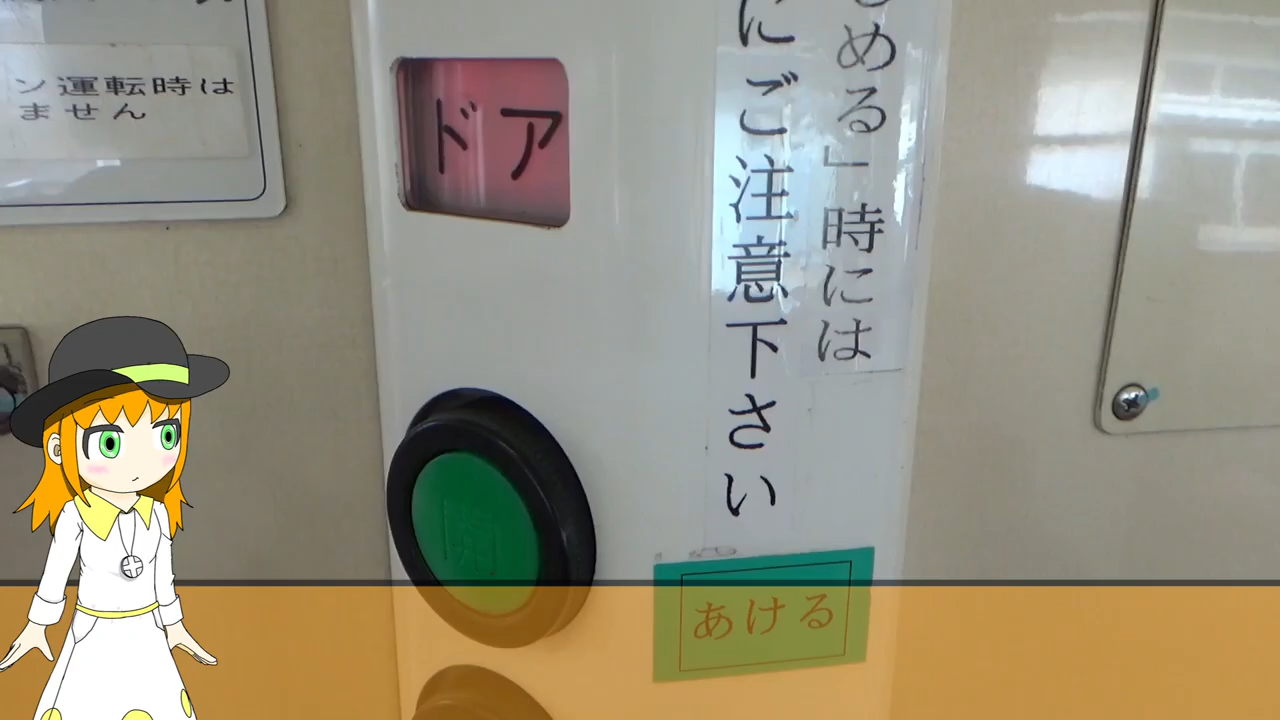 ン運転時は
ません
ドア
める」時には
にご注意下さい
開
あける